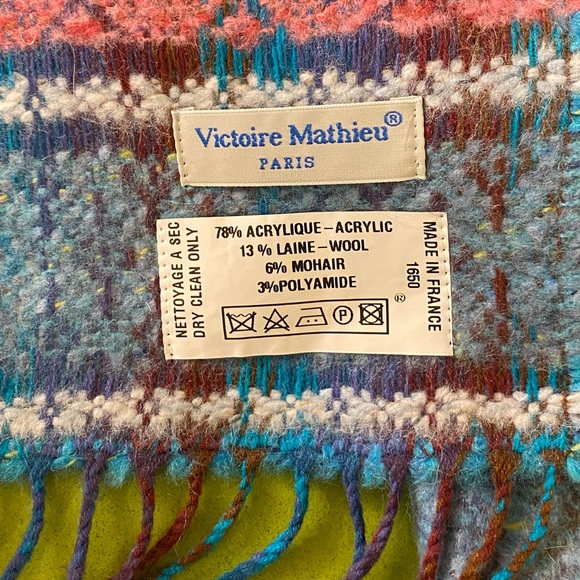 Victoire Mathieu®
PARIS
NETTOYAGE A SEC
DRY CLEAN ONLY
78% ACRYLIQUE-ACRYLIC
13 % LAINE-WOOL
6% MOHAIR
3%POLYAMIDE
P
®
MADE IN FRANCE
1650